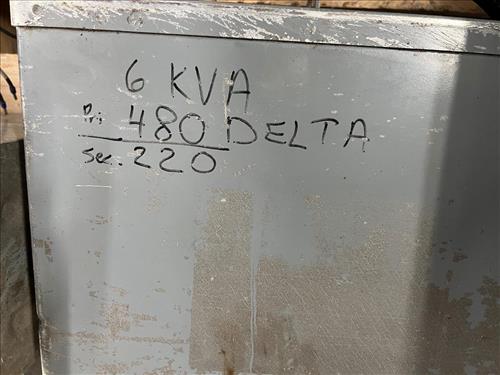 6 KVA
Pri 480 DELTA
Sec. 220